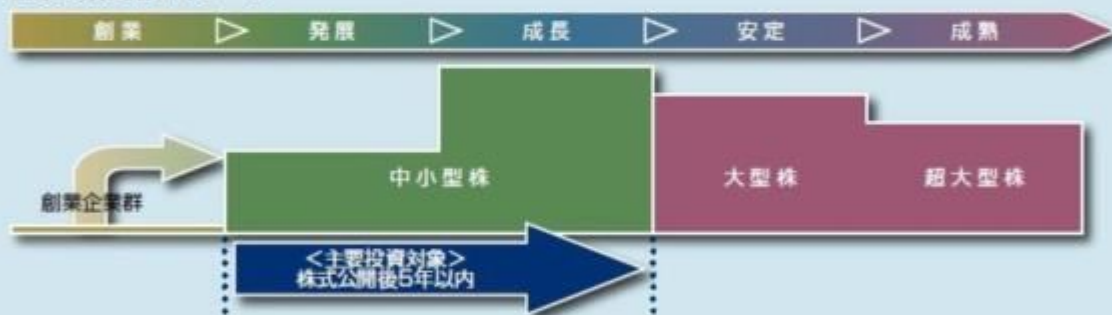 創業
発展
成長
安定
成熟
中小型株
大型株
超大型株
創業企業群
＜主要投資対象＞
株式公開後5年以内